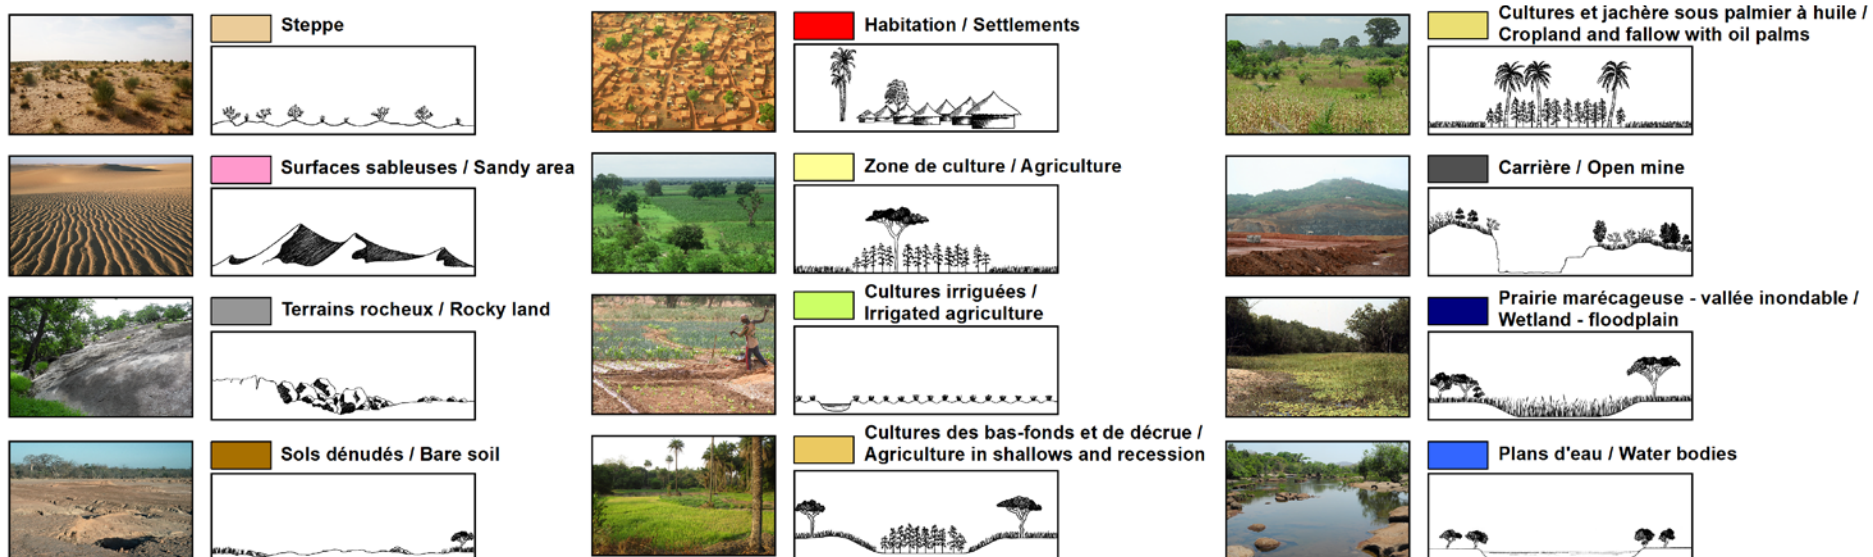 Steppe
Surfaces sableuses / Sandy area
Terrains rocheux / Rocky land
Sols dénudés / Bare soil
Habitation / Settlements
Zone de culture / Agriculture
Cultures irriguées /
Irrigated agriculture
Cultures des bas-fonds et de décrue /
Agriculture in shallows and recession
Cultures et jachère sous palmier à huile /
Cropland and fallow with oil palms
Carrière / Open mine
Prairie marécageuse - vallée inondable /
Wetland - floodplain
Plans d'eau / Water bodies